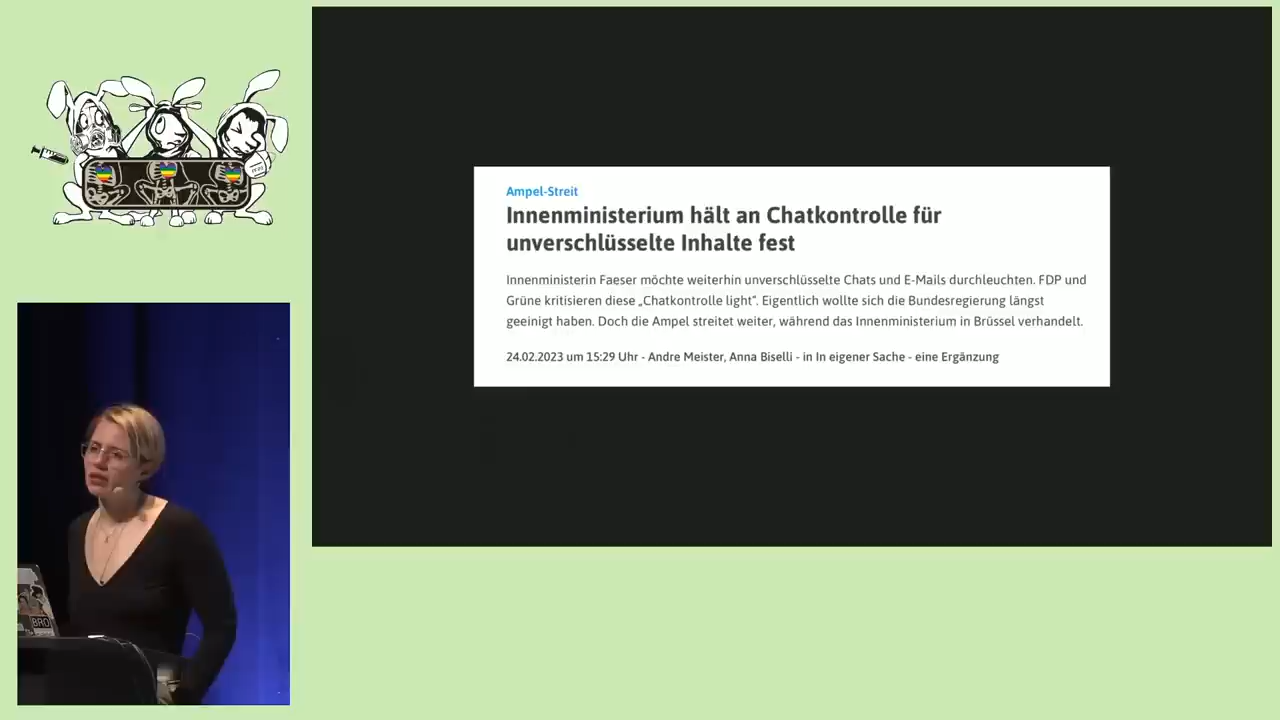 Ampel-Streit
Innenministerium hält an Chatkontrolle für
unverschlüsselte Inhalte fest
Innenministerin Faeser möchte weiterhin unverschlüsselte Chats und E-Mails durchleuchten. FDP und
Grüne kritisieren diese „Chatkontrolle light“. Eigentlich wollte sich die Bundesregierung längst
geeinigt haben. Doch die Ampel streitet weiter, während das Innenministerium in Brüssel verhandelt.
24.02.2023 um 15:29 Uhr - Andre Meister, Anna Biselli - in In eigener Sache - eine Ergänzung
BRD